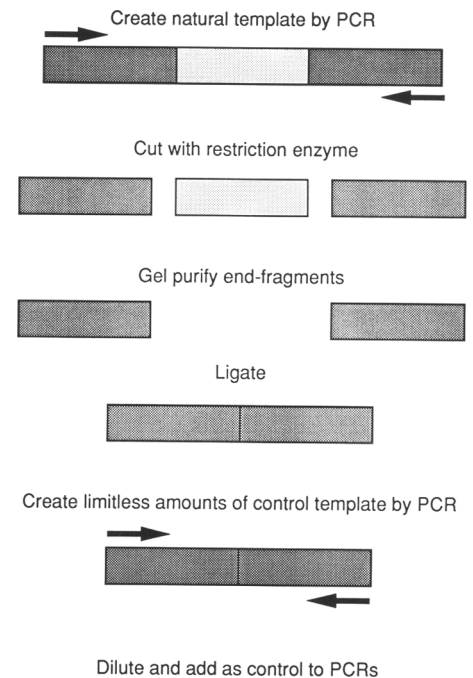 Create natural template by PCR
Cut with restriction enzyme
Gel purify end-fragments
Ligate
Create limitless amounts of control template by PCR
Dilute and add as control to PCRs